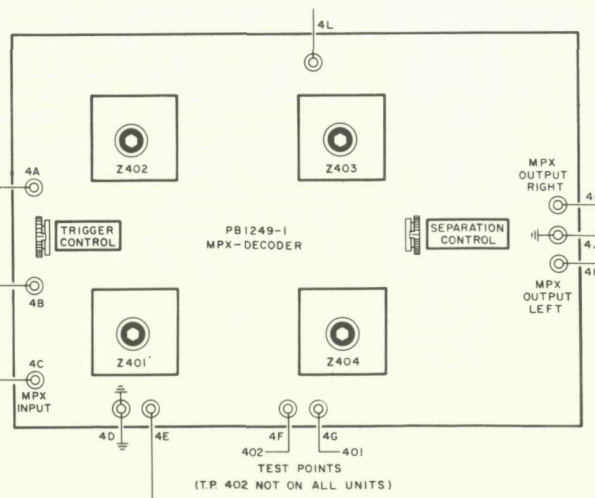 4L
Z402
Z403
4A
MPX
OUTPUT
RIGHT
TRIGGER
CONTROL
PB1249-1
MPX-DECODER
SEPARATION
CONTROL
4B
MPX
OUTPUT
LEFT
Z401
Z404
4C
MPX
INPUT
4D
4E
4F
4G
402
401
TEST POINTS
(T.P. 402 NOT ON ALL UNITS)